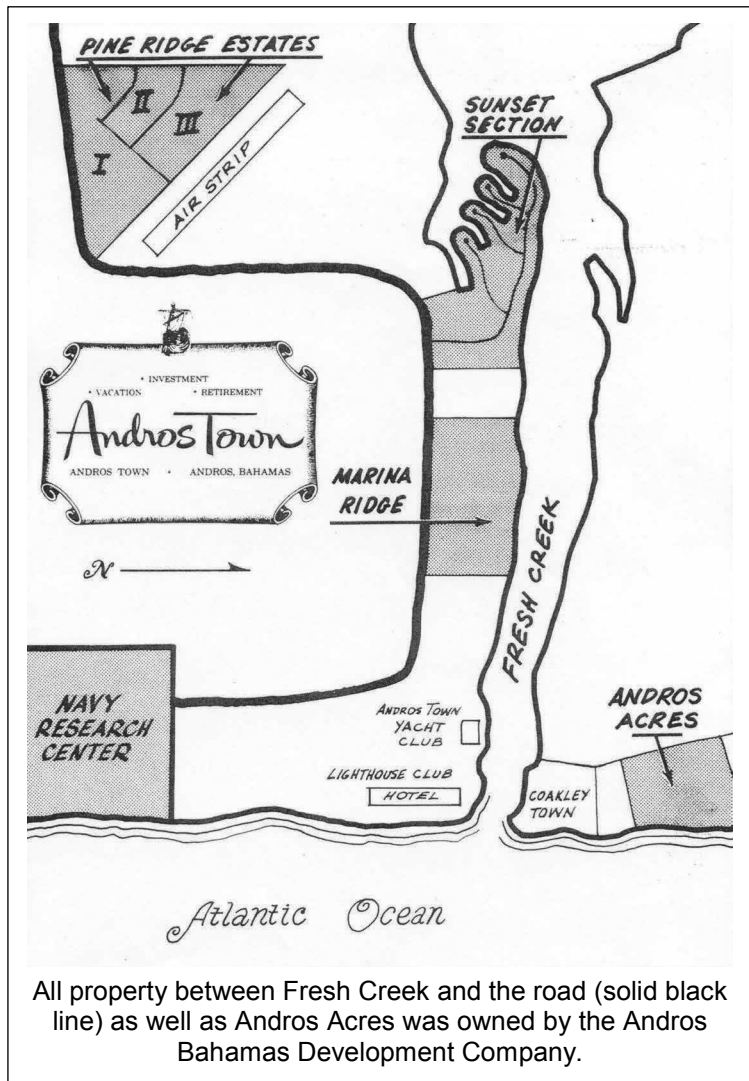 PINE RIDGE ESTATES
I
II
III
AIR STRIP
SUNSET
SECTION
• INVESTMENT
• VACATION • RETIREMENT
Andros Town
ANDROS TOWN • ANDROS, BAHAMAS
MARINA
RIDGE
N
FRESH CREEK
NAVY
RESEARCH
CENTER
ANDROS TOWN
YACHT
CLUB
LIGHTHOUSE CLUB
HOTEL
ANDROS
ACRES
COAKLEY
TOWN
Atlantic Ocean
All property between Fresh Creek and the road (solid black
line) as well as Andros Acres was owned by the Andros
Bahamas Development Company.